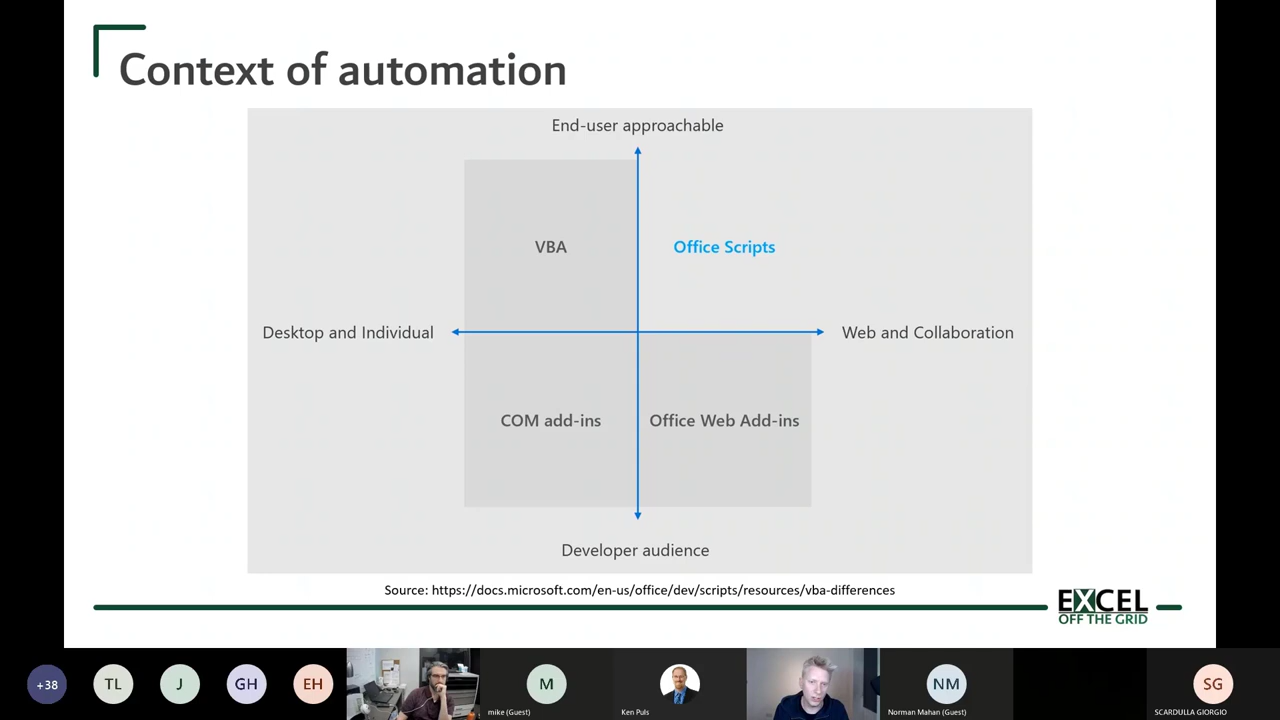 Context of automation
End-user approachable
VBA
Office Scripts
Desktop and Individual
Web and Collaboration
COM add-ins
Office Web Add-ins
Developer audience
Source: https://docs.microsoft.com/en-us/office/dev/scripts/resources/vba-differences
EXCEL
OFF THE GRID
+38
TL
J
GH
EH
M
mike (Guest)
Ken Puls
NM
Norman Mahan (Guest)
SG
SCARDULLA GIORGIO